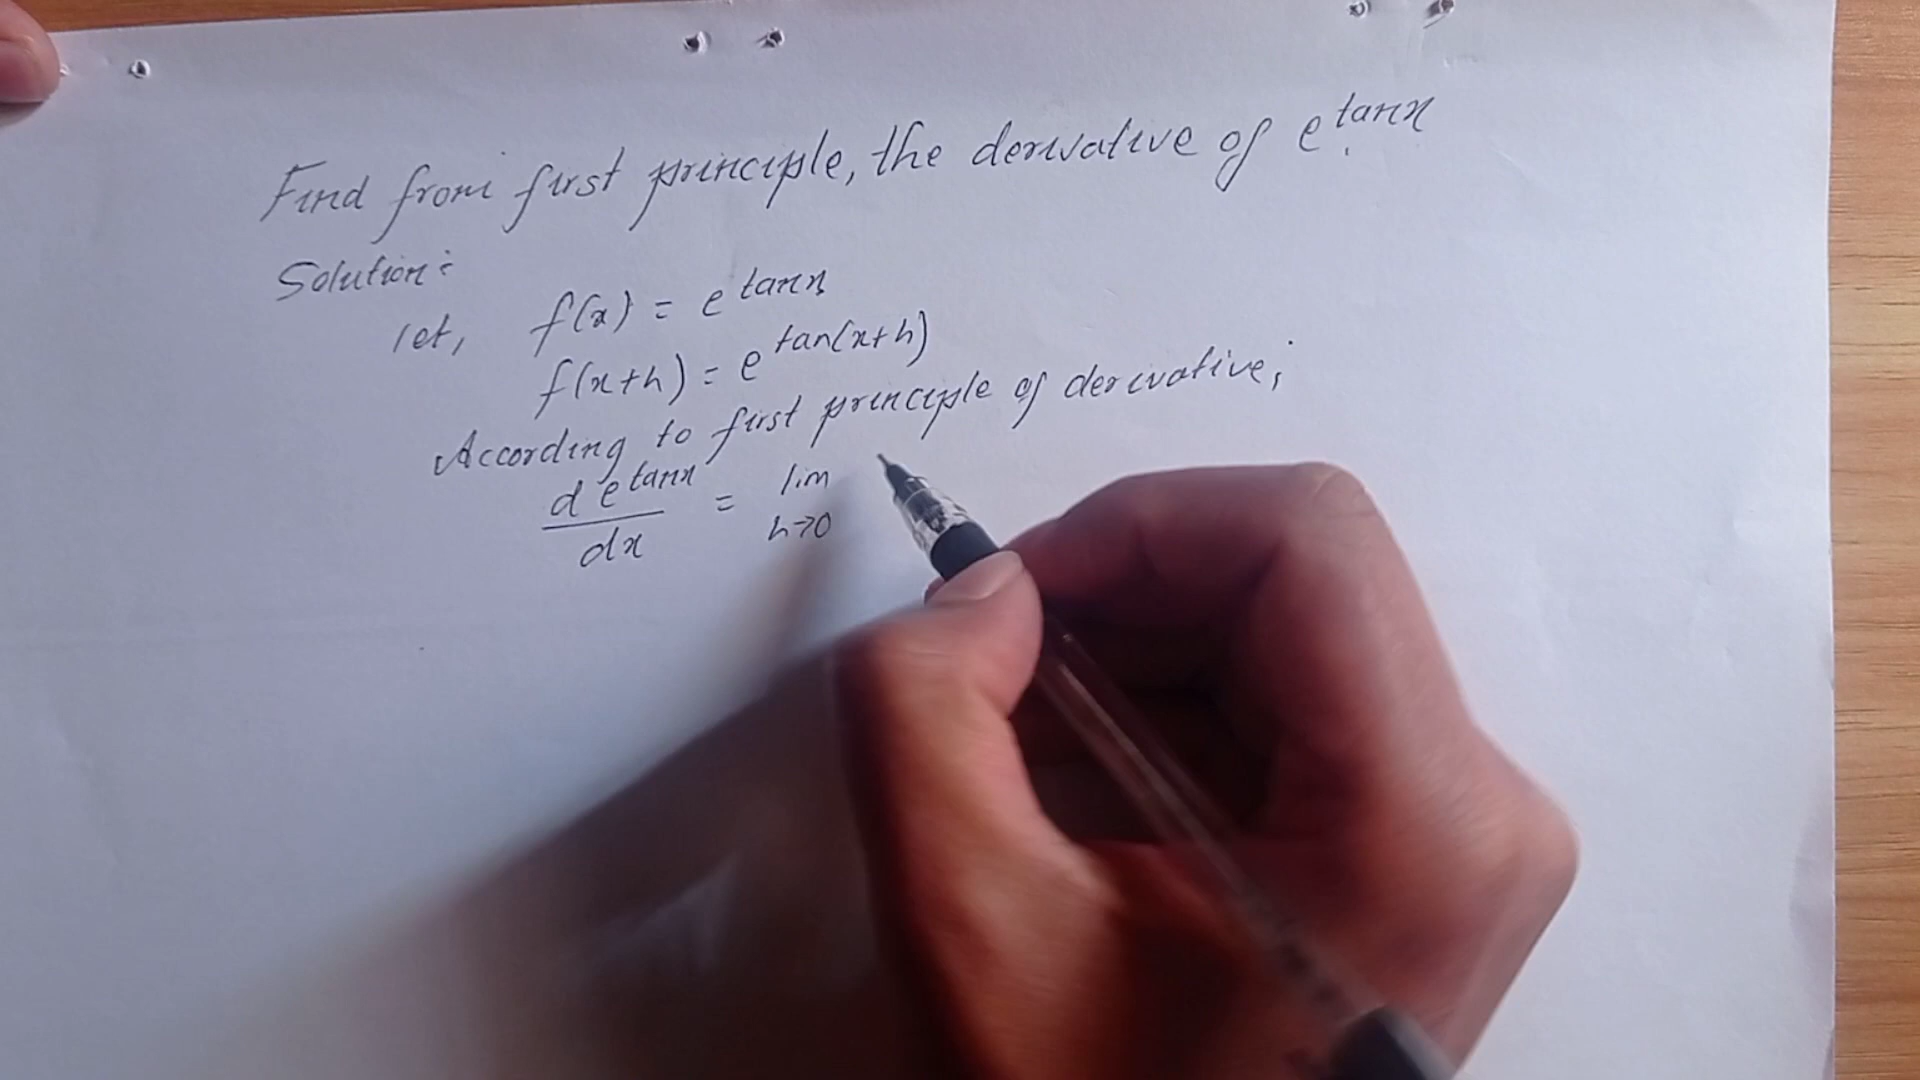 Find from first principle, the derivative of e^tanx
Solution:
let, f(x) = e^tanx
f(x+h) = e^tan(x+h)
According to first principle of derivative;
d e^tanx / dx = lim h→0